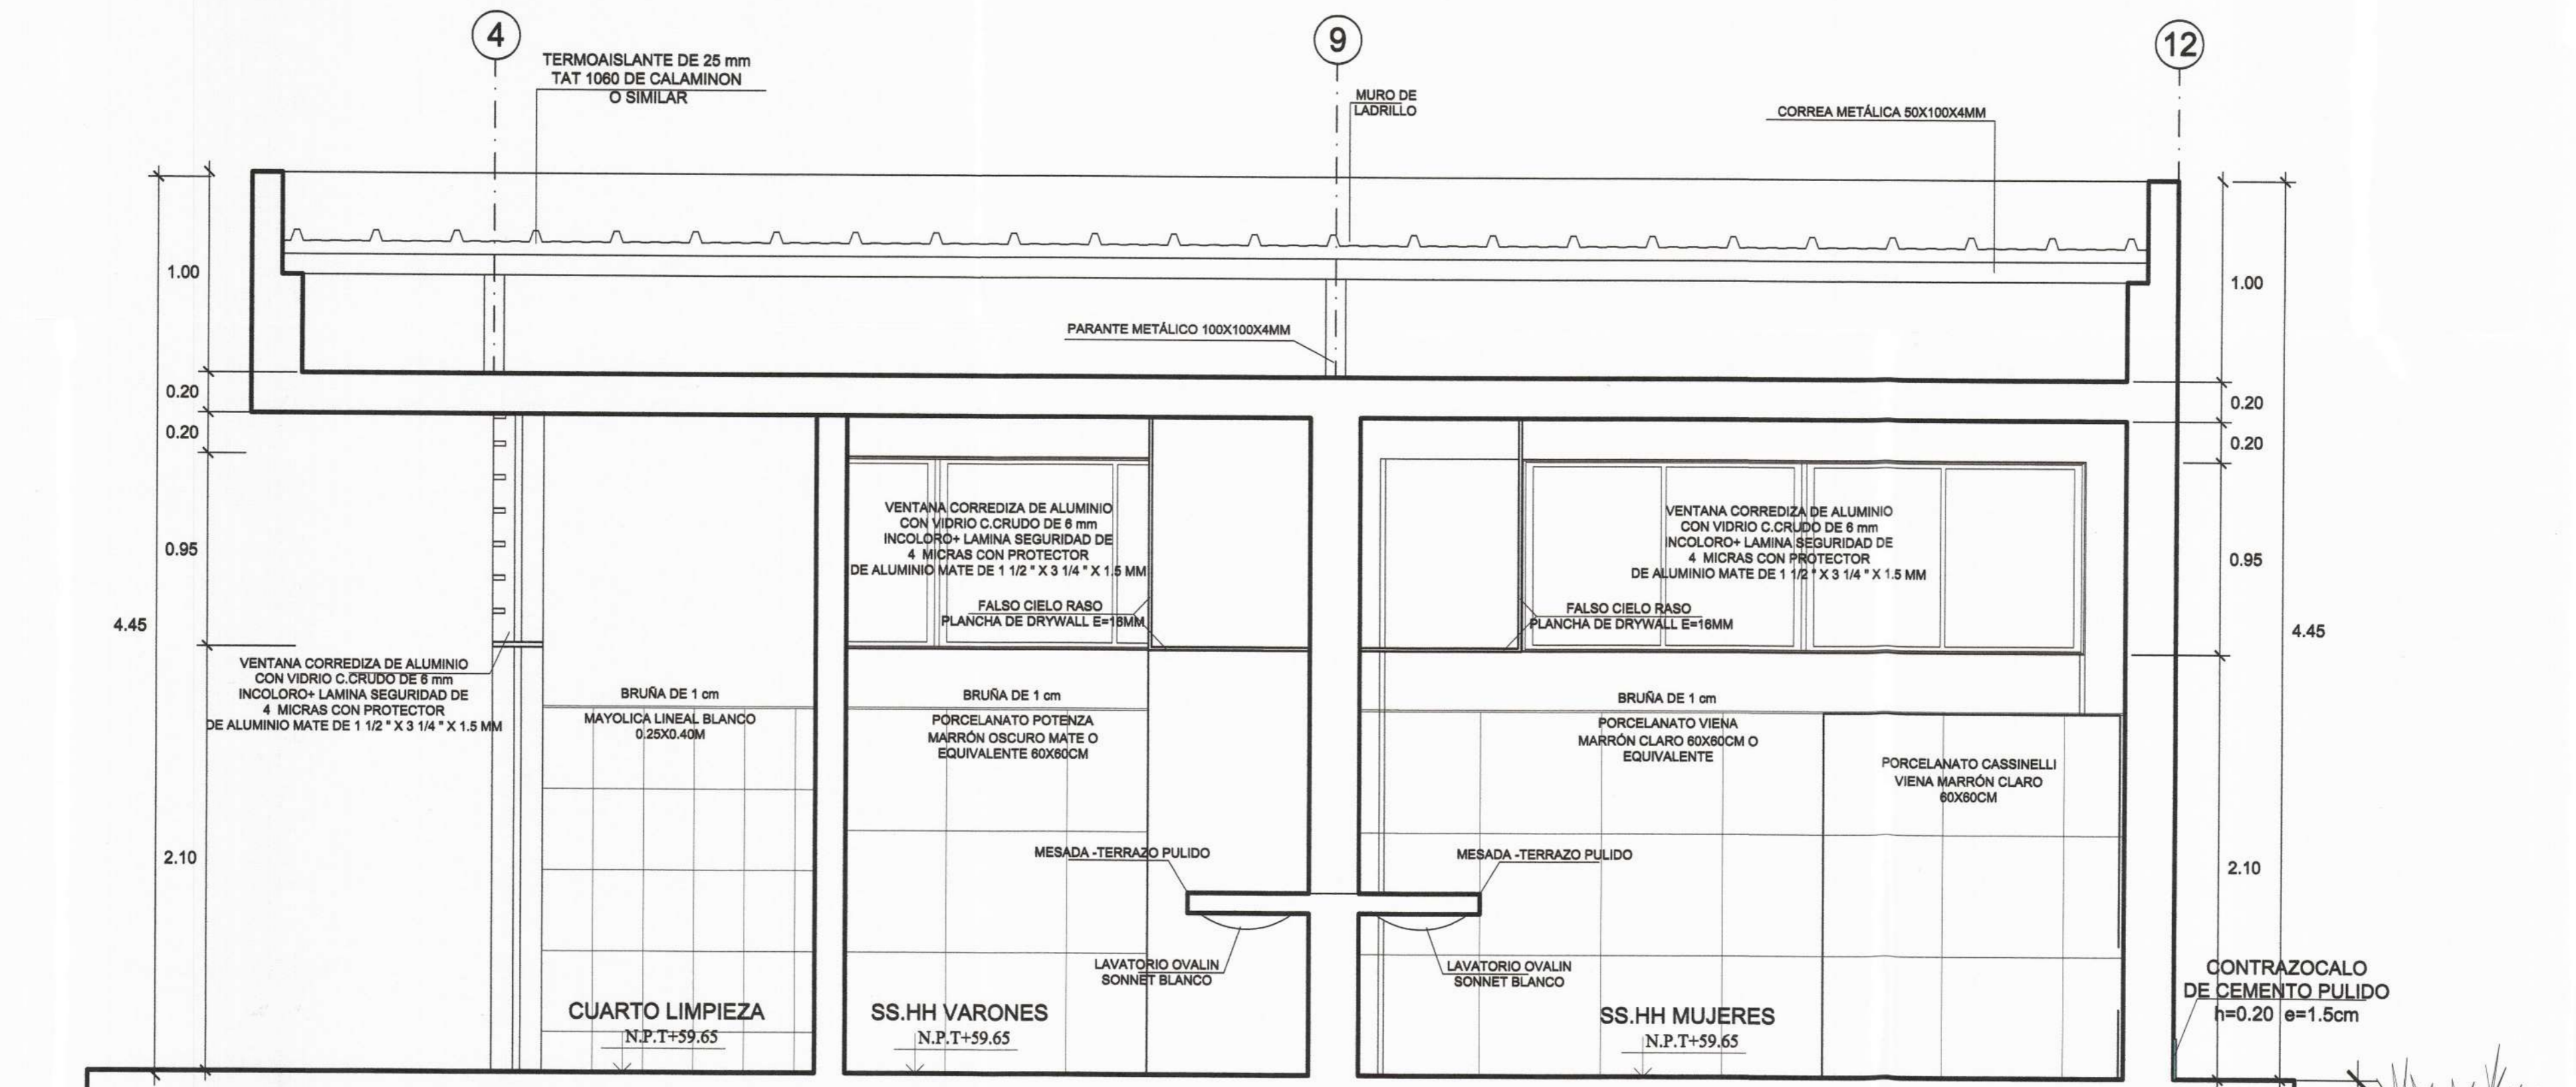 4
9
12
TERMOAISLANTE DE 25 mm
TAT 1060 DE CALAMINON
O SIMILAR
MURO DE
LADRILLO
CORREA METÁLICA 50X100X4MM
1.00
1.00
PARANTE METÁLICO 100X100X4MM
0.20
0.20
0.20
0.20
VENTANA CORREDIZA DE ALUMINIO
CON VIDRIO C.CRUDO DE 6 mm
INCOLORO+ LAMINA SEGURIDAD DE
4 MICRAS CON PROTECTOR
DE ALUMINIO MATE DE 1 1/2 " X 3 1/4 " X 1.5 MM
VENTANA CORREDIZA DE ALUMINIO
CON VIDRIO C.CRUDO DE 6 mm
INCOLORO+ LAMINA SEGURIDAD DE
4 MICRAS CON PROTECTOR
DE ALUMINIO MATE DE 1 1/2 " X 3 1/4 " X 1.5 MM
0.95
0.95
FALSO CIELO RASO
PLANCHA DE DRYWALL E=16MM
FALSO CIELO RASO
PLANCHA DE DRYWALL E=16MM
4.45
4.45
VENTANA CORREDIZA DE ALUMINIO
CON VIDRIO C.CRUDO DE 6 mm
INCOLORO+ LAMINA SEGURIDAD DE
4 MICRAS CON PROTECTOR
DE ALUMINIO MATE DE 1 1/2 " X 3 1/4 " X 1.5 MM
BRUÑA DE 1 cm
MAYOLICA LINEAL BLANCO
0.25X0.40M
BRUÑA DE 1 cm
PORCELANATO POTENZA
MARRÓN OSCURO MATE O
EQUIVALENTE 60X60CM
BRUÑA DE 1 cm
PORCELANATO VIENA
MARRÓN CLARO 60X60CM O
EQUIVALENTE
PORCELANATO CASSINELLI
VIENA MARRÓN CLARO
60X60CM
2.10
2.10
MESADA -TERRAZO PULIDO
MESADA -TERRAZO PULIDO
LAVATORIO OVALIN
SONNET BLANCO
LAVATORIO OVALIN
SONNET BLANCO
CONTRAZOCALO
DE CEMENTO PULIDO
h=0.20 e=1.5cm
CUARTO LIMPIEZA
N.P.T+59.65
SS.HH VARONES
N.P.T+59.65
SS.HH MUJERES
N.P.T+59.65